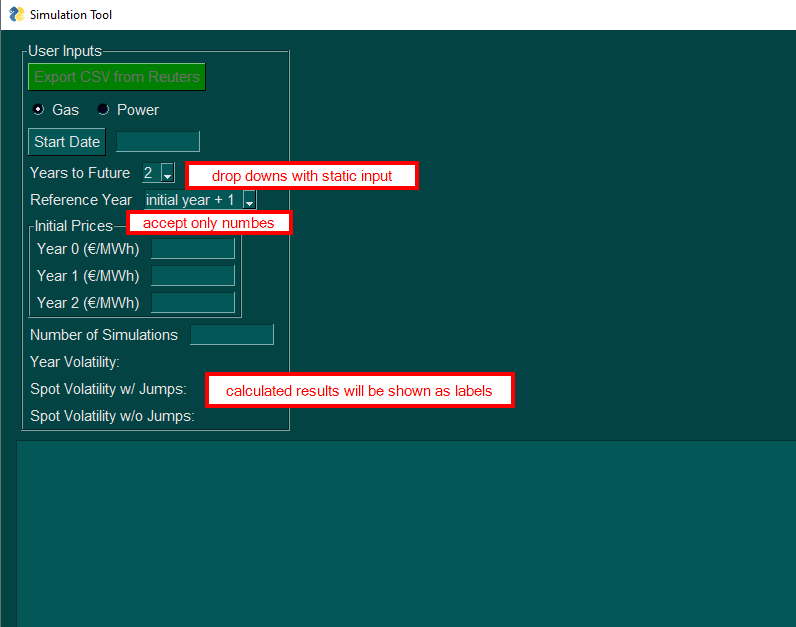 Simulation Tool
User Inputs
Export CSV from Reuters
Gas Power
Start Date
Years to Future 2 drop downs with static input
Reference Year initial year + 1
Initial Prices accept only numbes
Year 0 (€/MWh)
Year 1 (€/MWh)
Year 2 (€/MWh)
Number of Simulations
Year Volatility:
Spot Volatility w/ Jumps: calculated results will be shown as labels
Spot Volatility w/o Jumps: